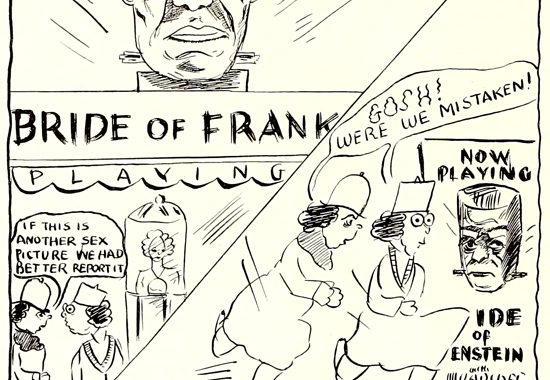 BRIDE OF FRANK
PLAYING
IF THIS IS
ANOTHER SEX
PICTURE WE HAD
BETTER REPORT IT
GOSH!
WERE WE MISTAKEN!
NOW
PLAYING
IDE
OF
ENSTEIN